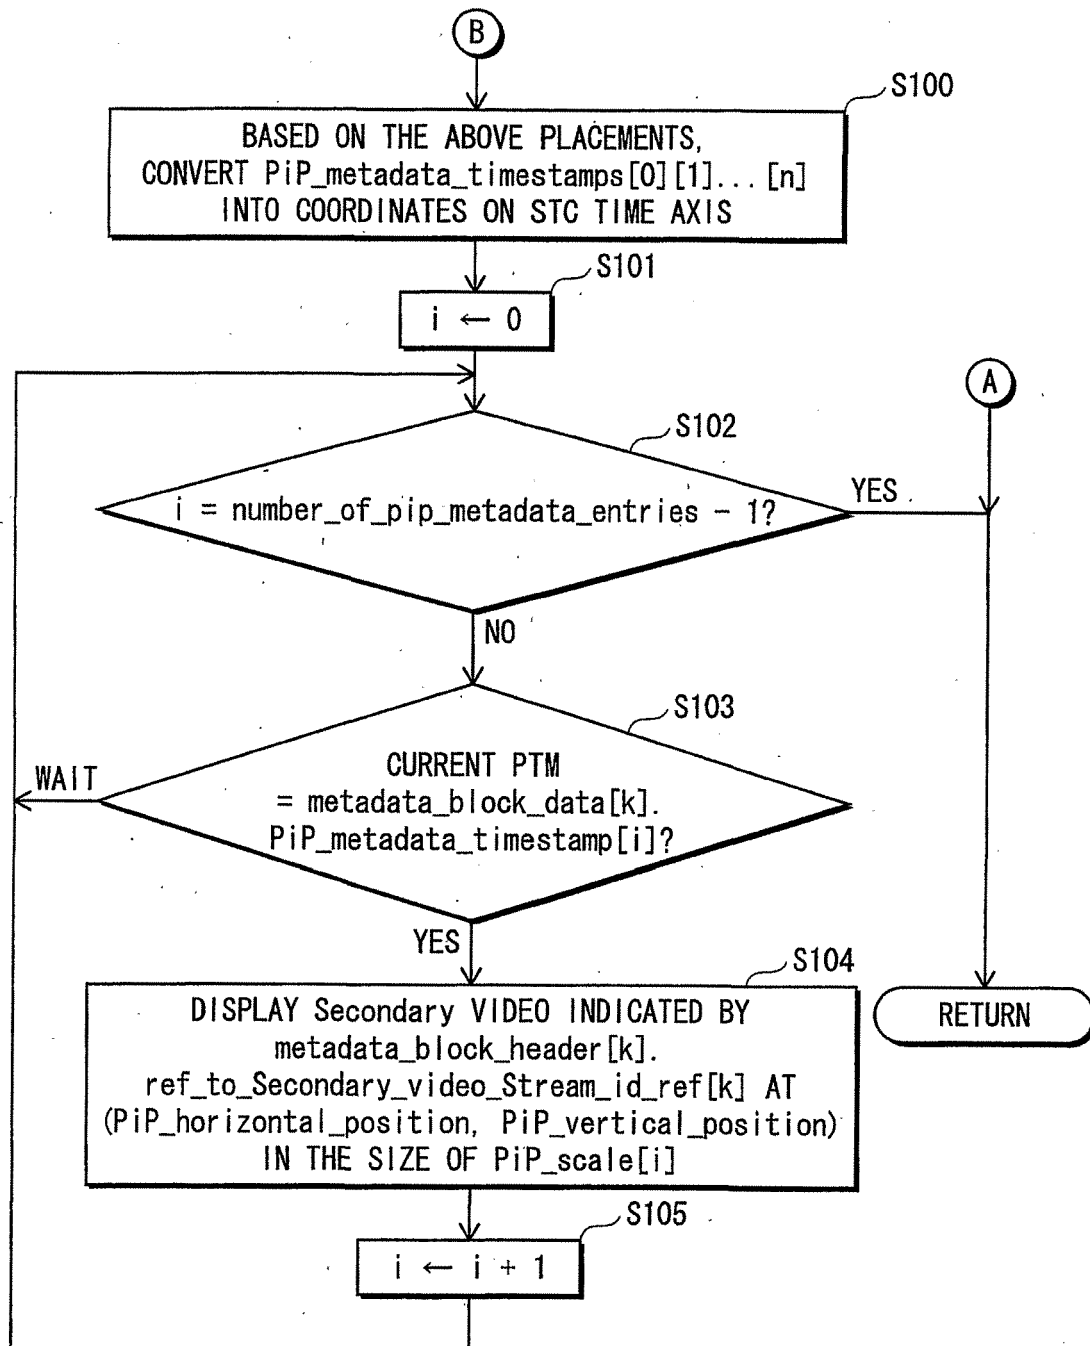 B
S100
BASED ON THE ABOVE PLACEMENTS,
CONVERT PiP_metadata_timestamps[0][1]...[n]
INTO COORDINATES ON STC TIME AXIS
S101
i ← 0
A
S102
i = number_of_pip_metadata_entries - 1?
YES
NO
S103
CURRENT PTM
= metadata_block_data[k].
PiP_metadata_timestamp[i]?
WAIT
YES
S104
DISPLAY Secondary VIDEO INDICATED BY
metadata_block_header[k].
ref_to_Secondary_video_Stream_id_ref[k] AT
(PiP_horizontal_position, PiP_vertical_position)
IN THE SIZE OF PiP_scale[i]
RETURN
S105
i ← i + 1